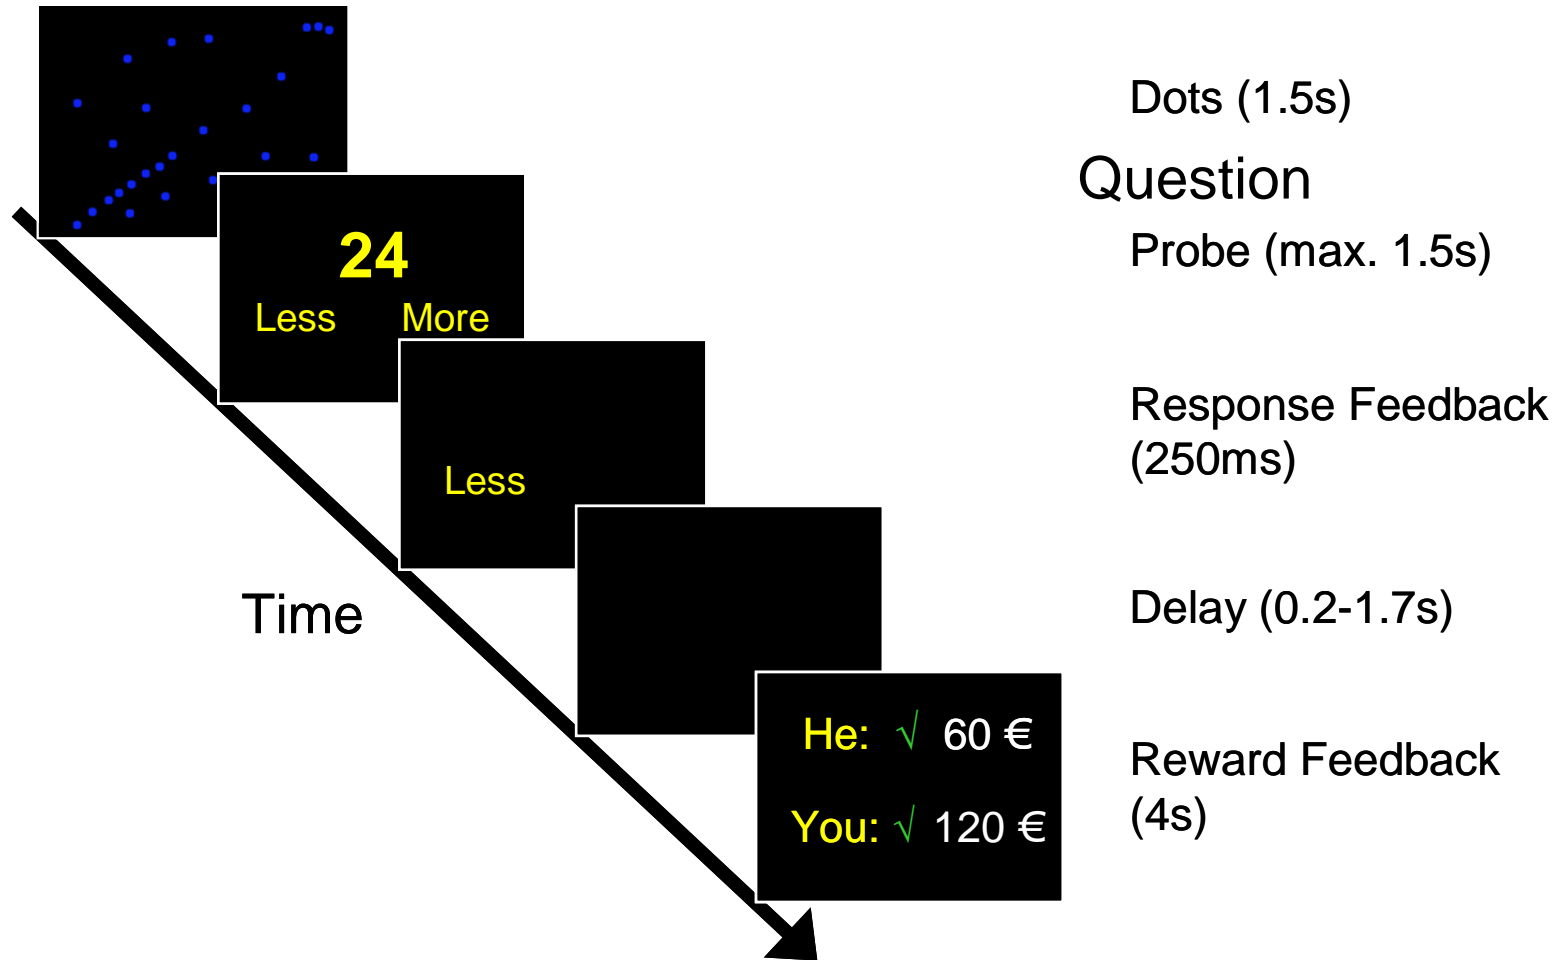 Dots (1.5s)
Question
24
Less More
Probe (max. 1.5s)
Less
Response Feedback
(250ms)
Time
Delay (0.2-1.7s)
He: √ 60 €
You: √ 120 €
Reward Feedback
(4s)